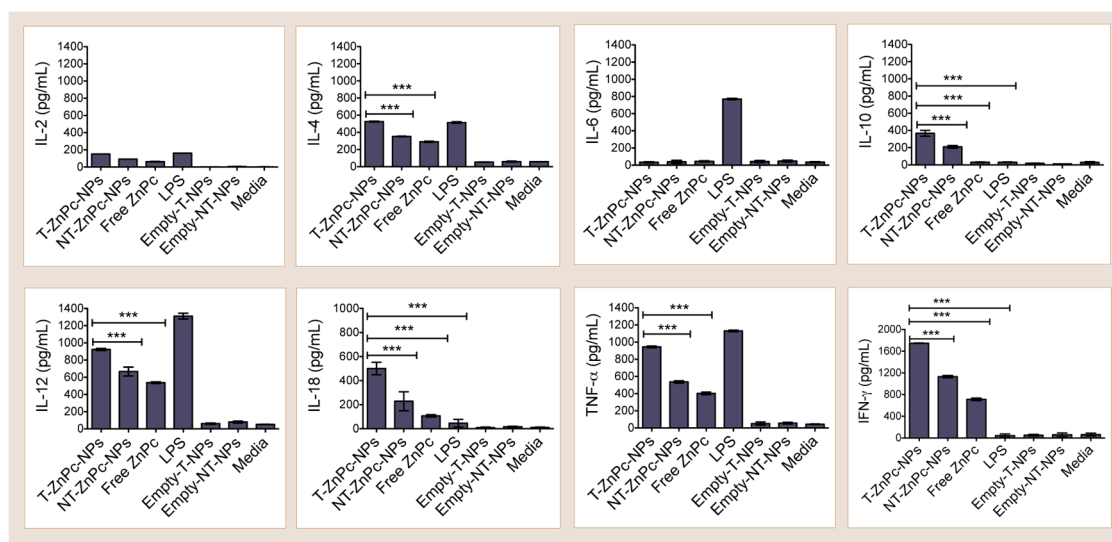 1400
1200
1000
800
600
400
200
0
IL-2 (pg/mL)
T-ZnPc-NPs
NT-ZnPc-NPs
Free ZnPc
LPS
Empty-T-NPs
Empty-NT-NPs
Media
1400
1200
1000
800
600
400
200
0
IL-4 (pg/mL)
***
***
T-ZnPc-NPs
NT-ZnPc-NPs
Free ZnPc
LPS
Empty-T-NPs
Empty-NT-NPs
Media
1400
1200
1000
800
600
400
200
0
IL-6 (pg/mL)
T-ZnPc-NPs
NT-ZnPc-NPs
Free ZnPc
LPS
Empty-T-NPs
Empty-NT-NPs
Media
1400
1200
1000
800
600
400
200
0
IL-10 (pg/mL)
***
***
***
T-ZnPc-NPs
NT-ZnPc-NPs
Free ZnPc
LPS
Empty-T-NPs
Empty-NT-NPs
Media
1400
1200
1000
800
600
400
200
0
IL-12 (pg/mL)
***
***
T-ZnPc-NPs
NT-ZnPc-NPs
Free ZnPc
LPS
Empty-T-NPs
Empty-NT-NPs
Media
1000
800
600
400
200
0
IL-18 (pg/mL)
***
***
***
T-ZnPc-NPs
NT-ZnPc-NPs
Free ZnPc
LPS
Empty-T-NPs
Empty-NT-NPs
Media
1400
1200
1000
800
600
400
200
0
TNF-α (pg/mL)
***
***
T-ZnPc-NPs
NT-ZnPc-NPs
Free ZnPc
LPS
Empty-T-NPs
Empty-NT-NPs
Media
2000
1600
1200
800
400
0
IFN-γ (pg/mL)
***
***
***
T-ZnPc-NPs
NT-ZnPc-NPs
Free ZnPc
LPS
Empty-T-NPs
Empty-NT-NPs
Media